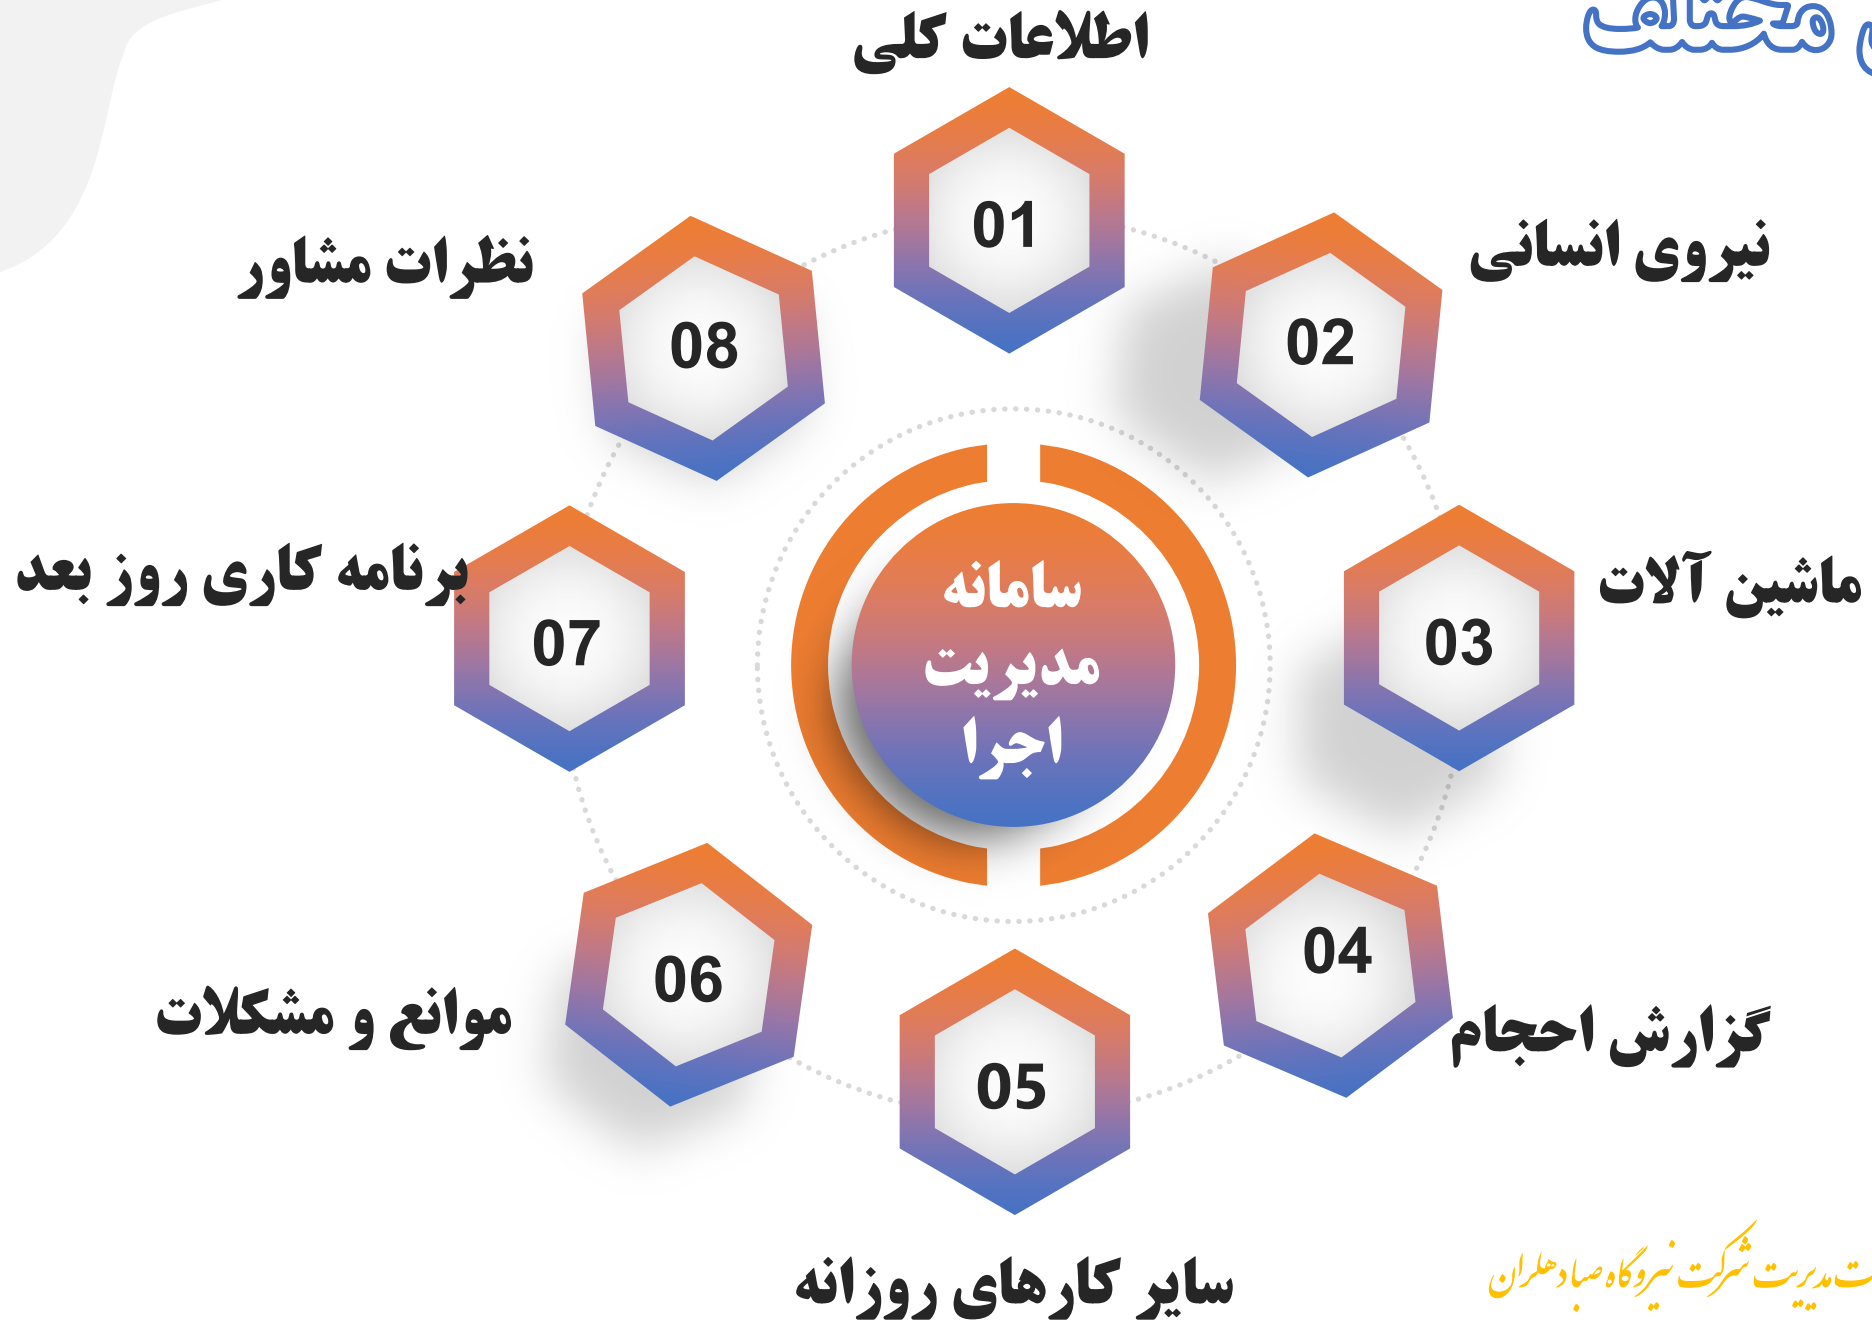 مختلف
اطلاعات کلی
01
نیروی انسانی
02
ماشین آلات
03
گزارش احجام
04
سایر کارهای روزانه
05
موانع و مشکلات
06
برنامه کاری روز بعد
07
نظرات مشاور
08
سامانه
مدیریت
اجرا
مدیریت شرکت نیروگاه صبا دهلران